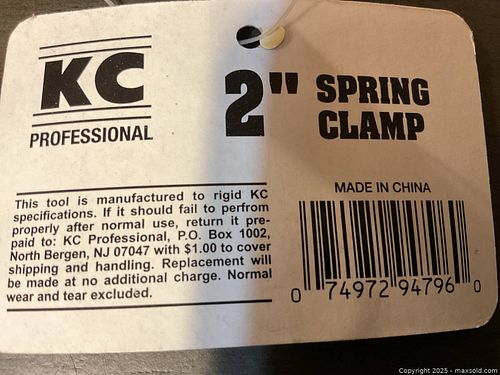 KC
PROFESSIONAL
2" SPRING
CLAMP
This tool is manufactured to rigid KC
specifications. If it should fail to perfrom
properly after normal use, return it pre-
paid to: KC Professional, P.O. Box 1002,
North Bergen, NJ 07047 with $1.00 to cover
shipping and handling. Replacement will
be made at no additional charge. Normal
wear and tear excluded.
MADE IN CHINA
0 74972 94796 0
Copyright 2025 - maxsold.com